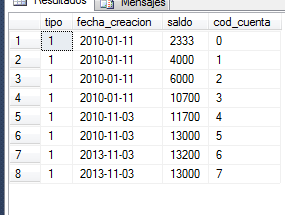 Resultados Mensajes
tipo fecha_creacion saldo cod_cuenta
1 1 2010-01-11 2333 0
2 1 2010-01-11 4000 1
3 1 2010-01-11 6000 2
4 1 2010-01-11 10700 3
5 1 2010-11-03 11700 4
6 1 2010-11-03 13000 5
7 1 2013-11-03 13200 6
8 1 2013-11-03 13000 7